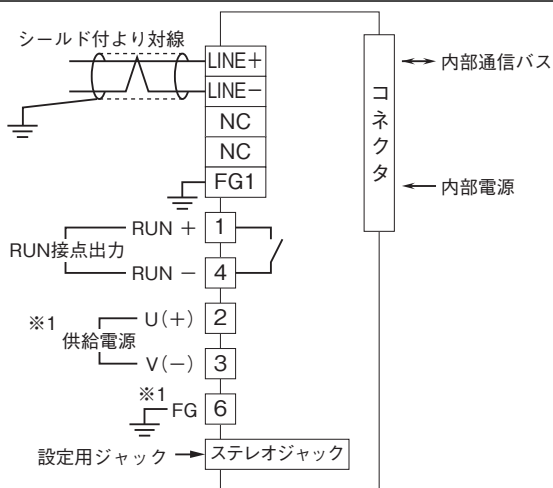 シールド付より対線
LINE+
LINE−
NC
NC
FG1
コネクタ
内部通信バス
内部電源
RUN接点出力
RUN +
1
RUN −
4
※1
供給電源
U(+)
2
V(−)
3
※1
FG
6
設定用ジャック
ステレオジャック